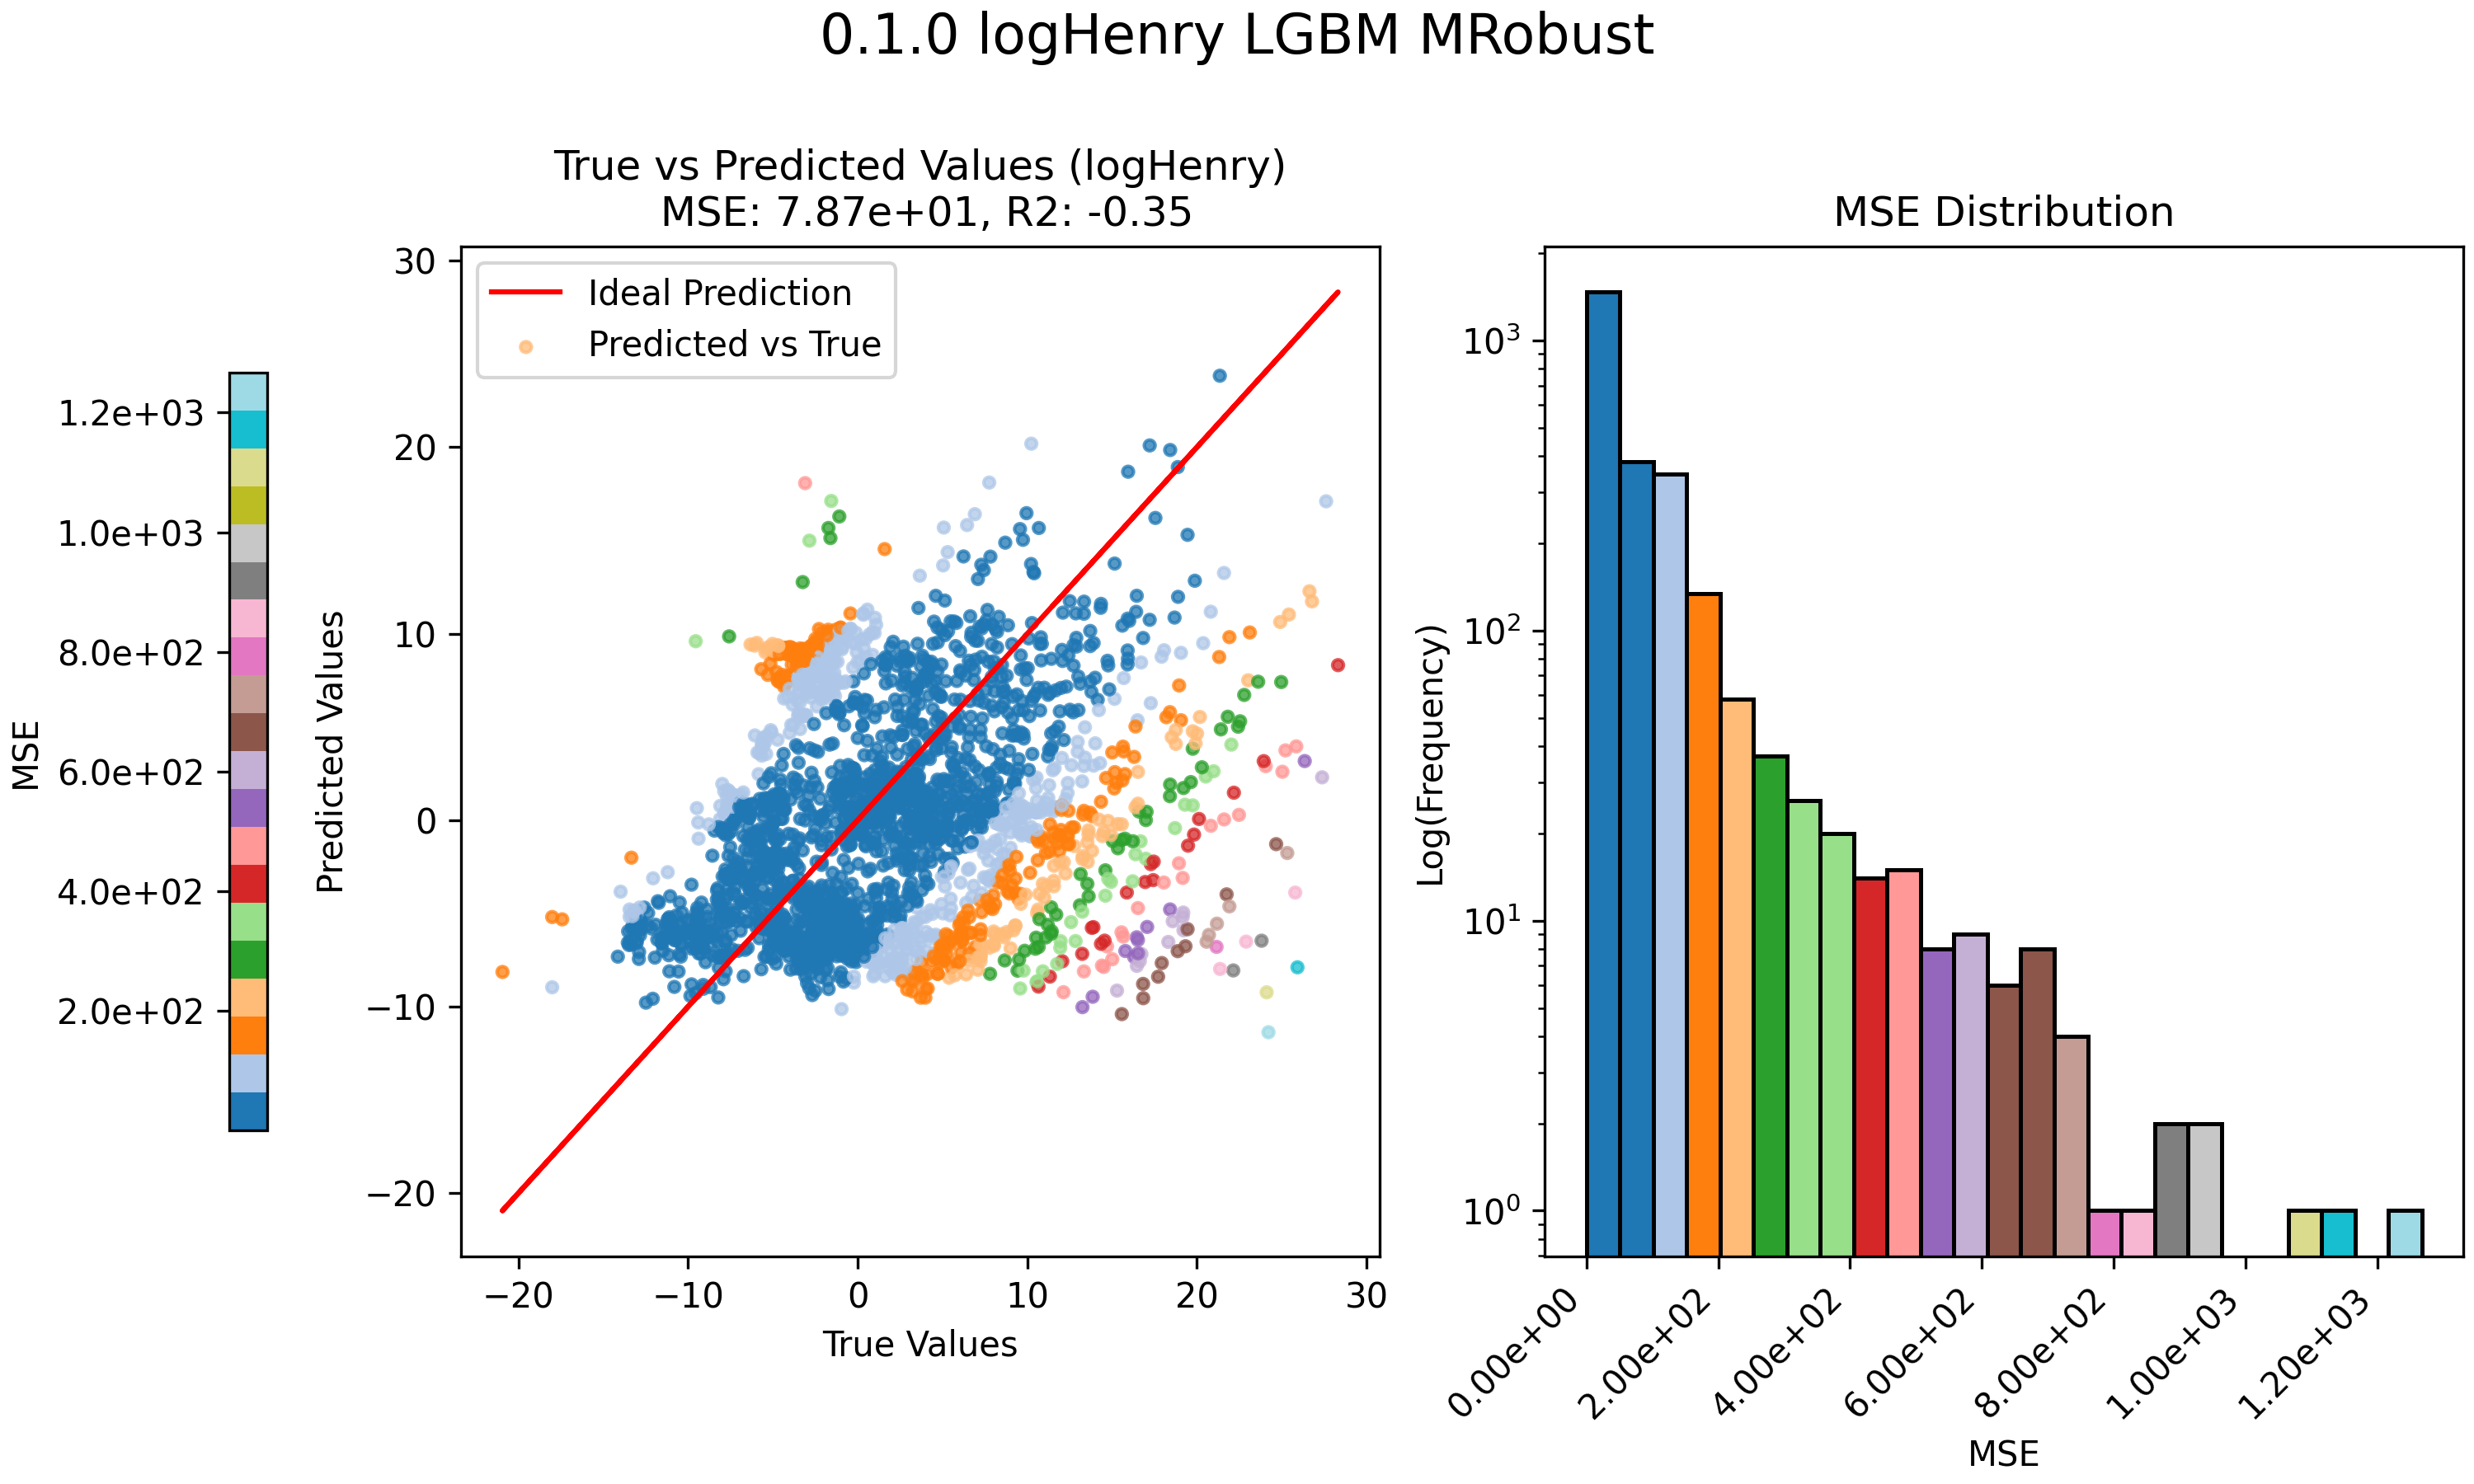 0.1.0 logHenry LGBM MRobust
True vs Predicted Values (logHenry)
MSE: 7.87e+01, R2: -0.35
MSE Distribution
MSE
1.2e+03
1.0e+03
8.0e+02
6.0e+02
4.0e+02
2.0e+02
Predicted Values
30
20
10
0
−10
−20
Ideal Prediction
Predicted vs True
−20
−10
0
10
20
30
True Values
Log(Frequency)
10³
10²
10¹
10⁰
0.00e+00
2.00e+02
4.00e+02
6.00e+02
8.00e+02
1.00e+03
1.20e+03
MSE